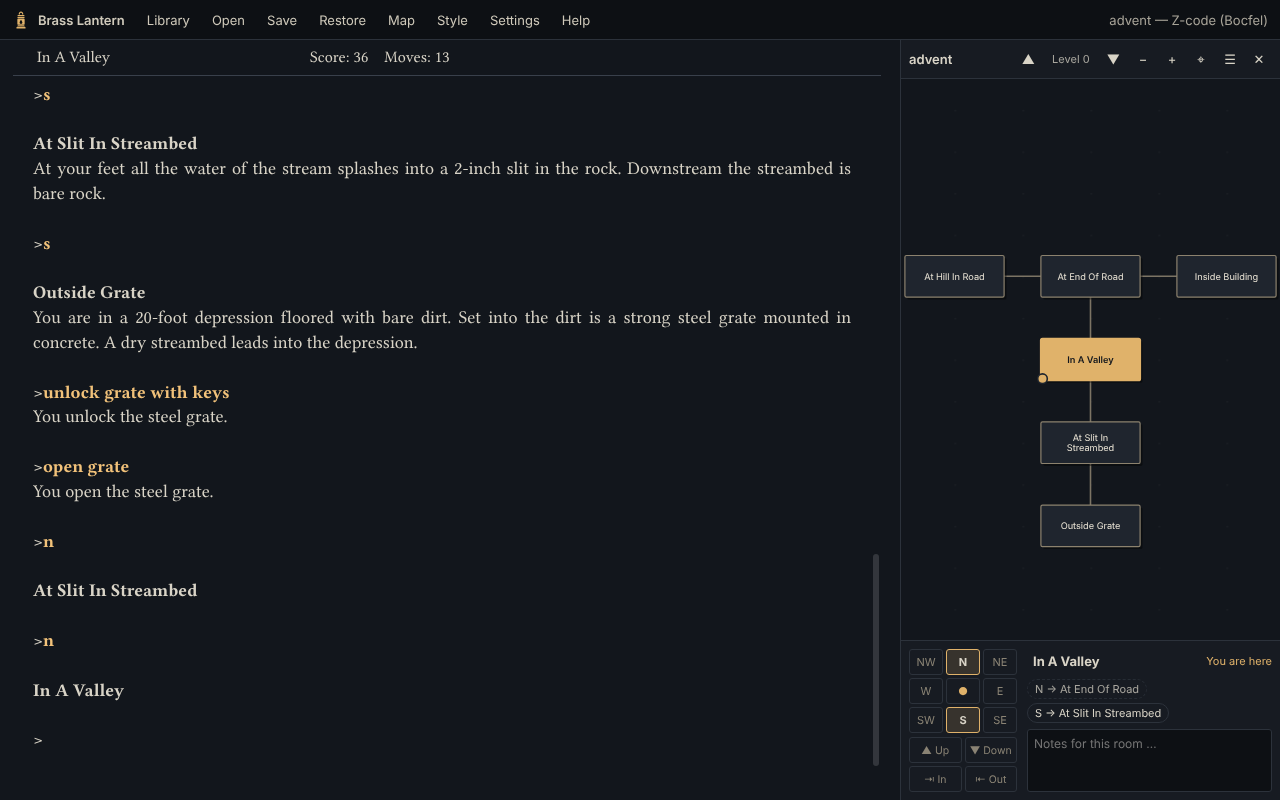 Brass Lantern Library Open Save Restore Map Style Settings Help advent — Z-code (Bocfel)
In A Valley Score: 36 Moves: 13
>s
At Slit In Streambed
At your feet all the water of the stream splashes into a 2-inch slit in the rock. Downstream the streambed is
bare rock.
>s
Outside Grate
You are in a 20-foot depression floored with bare dirt. Set into the dirt is a strong steel grate mounted in
concrete. A dry streambed leads into the depression.
>unlock grate with keys
You unlock the steel grate.
>open grate
You open the steel grate.
>n
At Slit In Streambed
>n
In A Valley
>
advent ▲ Level 0 ▼ − + ⌖ ☰ ✕
At Hill In Road At End Of Road Inside Building
In A Valley
At Slit In
Streambed
Outside Grate
NW N NE
W E
SW S SE
▲ Up ▼ Down
⇥ In ⇤ Out
In A Valley You are here
N → At End Of Road
S → At Slit In Streambed
Notes for this room ...